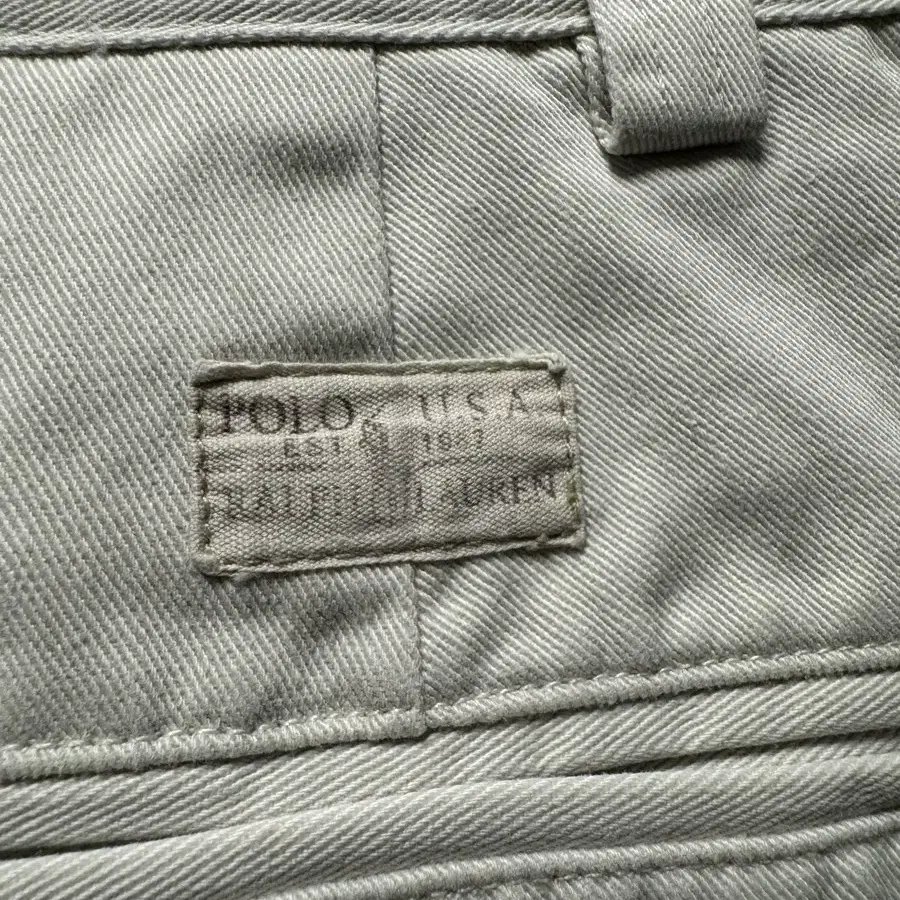 POLO U.S.A.
EST 1967
RALPH LAUREN